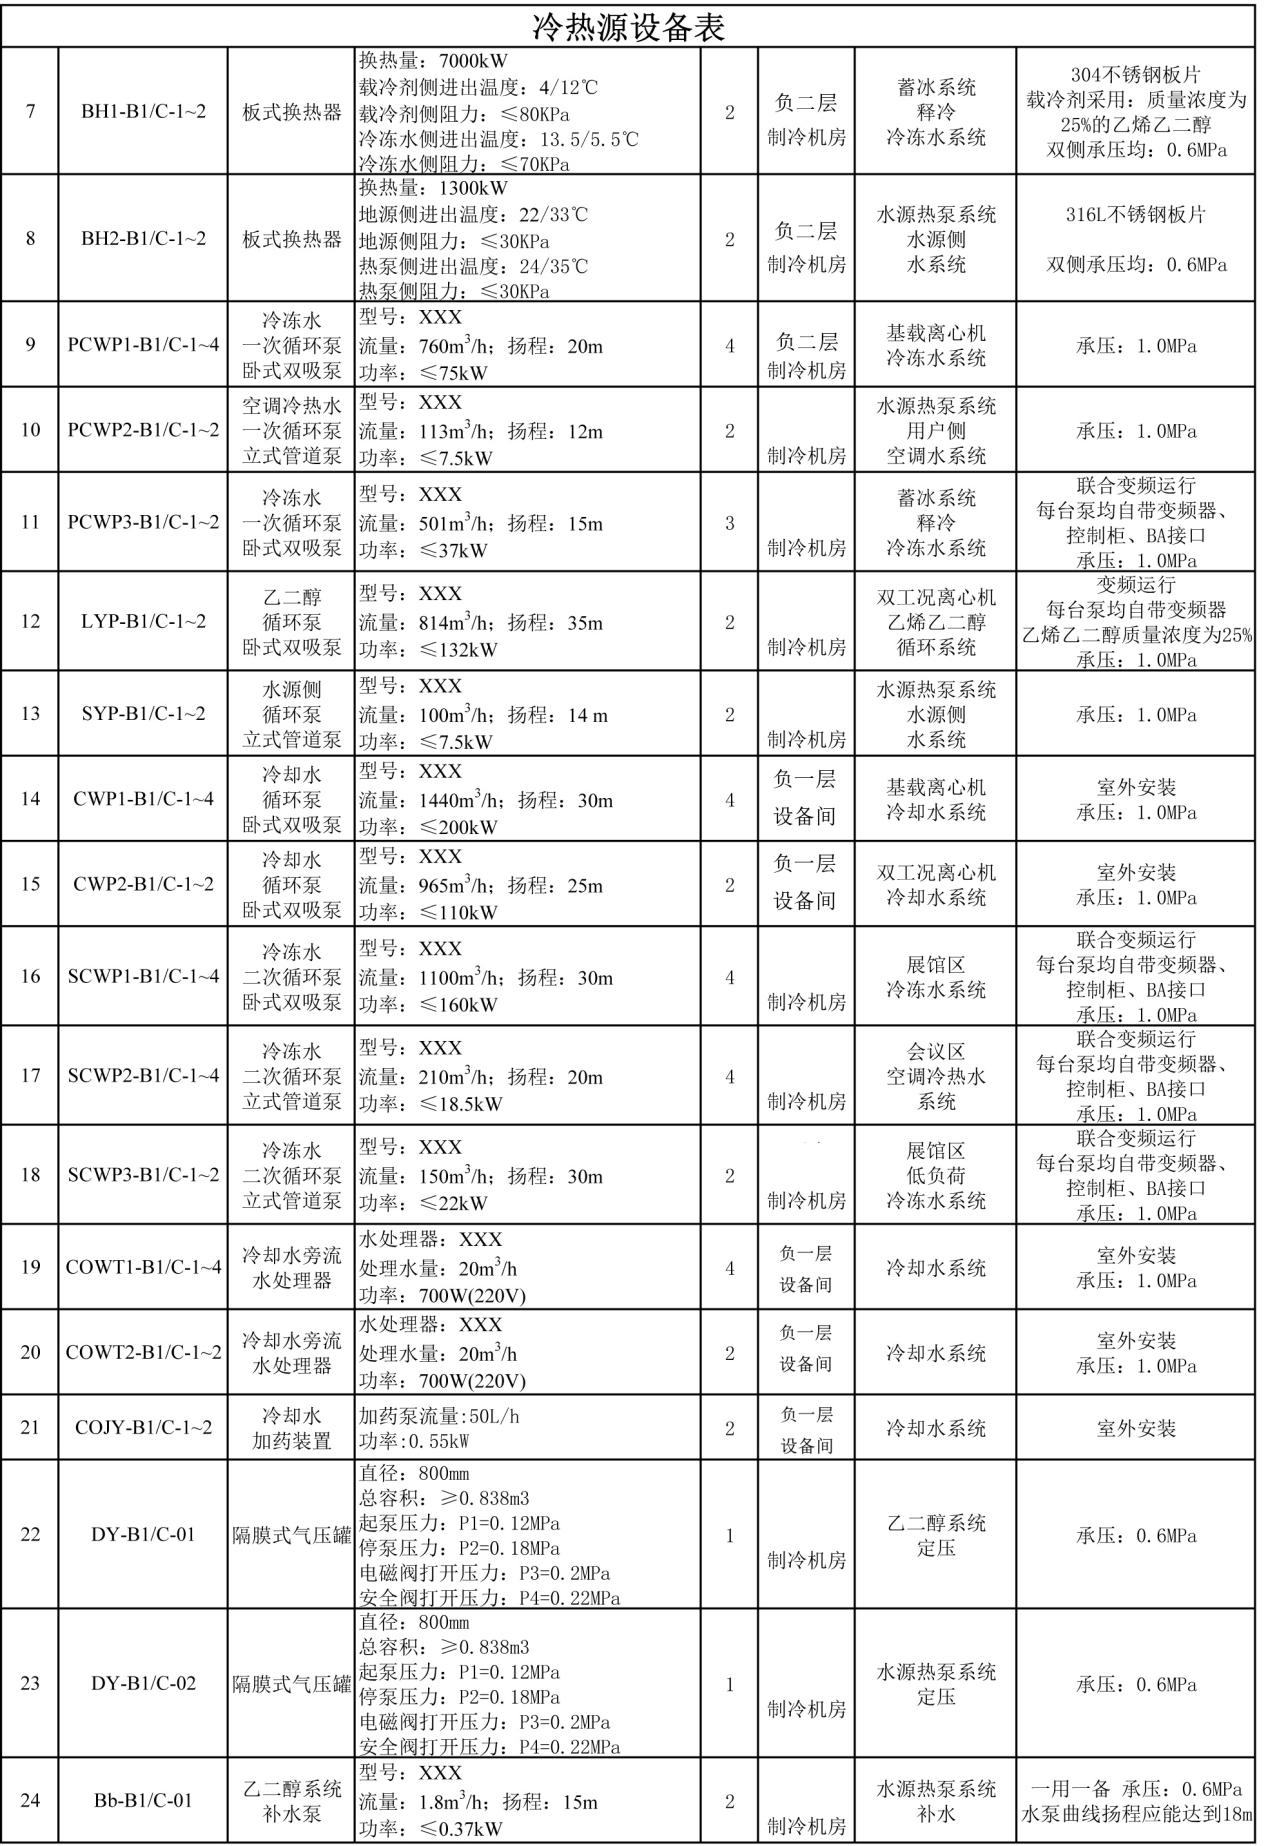 冷热源设备表
7
BH1-B1/C-1~2
板式换热器
换热量：7000kW
载冷剂侧进出温度：4/12℃
载冷剂侧阻力：≤80KPa
冷冻水侧进出温度：13.5/5.5℃
冷冻水侧阻力：≤70KPa
2
负二层
制冷机房
蓄冰系统
释冷
冷冻水系统
304不锈钢板片
载冷剂采用：质量浓度为
25%的乙烯乙二醇
双侧承压均：0.6MPa
8
BH2-B1/C-1~2
板式换热器
换热量：1300kW
地源侧进出温度：22/33℃
地源侧阻力：≤30KPa
热泵侧进出温度：24/35℃
热泵侧阻力：≤30KPa
2
负二层
制冷机房
水源热泵系统
水源侧
水系统
316L不锈钢板片
双侧承压均：0.6MPa
9
PCWP1-B1/C-1~4
冷冻水
一次循环泵
卧式双吸泵
型号：XXX
流量：760m³/h；扬程：20m
功率：≤75kW
4
负二层
制冷机房
基载离心机
冷冻水系统
承压：1.0MPa
10
PCWP2-B1/C-1~2
空调冷热水
一次循环泵
立式管道泵
型号：XXX
流量：113m³/h；扬程：12m
功率：≤7.5kW
2
制冷机房
水源热泵系统
用户侧
空调水系统
承压：1.0MPa
11
PCWP3-B1/C-1~2
冷冻水
一次循环泵
卧式双吸泵
型号：XXX
流量：501m³/h；扬程：15m
功率：≤37kW
3
制冷机房
蓄冰系统
释冷
冷冻水系统
联合变频运行
每台泵均自带变频器、
控制柜、BA接口
承压：1.0MPa
12
LYP-B1/C-1~2
乙二醇
循环泵
卧式双吸泵
型号：XXX
流量：814m³/h；扬程：35m
功率：≤132kW
2
制冷机房
双工况离心机
乙烯乙二醇
循环系统
变频运行
每台泵均自带变频器
乙烯乙二醇质量浓度为25%
承压：1.0MPa
13
SYP-B1/C-1~2
水源侧
循环泵
立式管道泵
型号：XXX
流量：100m³/h；扬程：14 m
功率：≤7.5kW
2
制冷机房
水源热泵系统
水源侧
水系统
承压：1.0MPa
14
CWP1-B1/C-1~4
冷却水
循环泵
卧式双吸泵
型号：XXX
流量：1440m³/h；扬程：30m
功率：≤200kW
4
负一层
设备间
基载离心机
冷却水系统
室外安装
承压：1.0MPa
15
CWP2-B1/C-1~2
冷却水
循环泵
卧式双吸泵
型号：XXX
流量：965m³/h；扬程：25m
功率：≤110kW
2
负一层
设备间
双工况离心机
冷却水系统
室外安装
承压：1.0MPa
16
SCWP1-B1/C-1~4
冷冻水
二次循环泵
卧式双吸泵
型号：XXX
流量：1100m³/h；扬程：30m
功率：≤160kW
4
制冷机房
展馆区
冷冻水系统
联合变频运行
每台泵均自带变频器、
控制柜、BA接口
承压：1.0MPa
17
SCWP2-B1/C-1~4
冷冻水
二次循环泵
立式管道泵
型号：XXX
流量：210m³/h；扬程：20m
功率：≤18.5kW
4
制冷机房
会议区
空调冷热水
系统
联合变频运行
每台泵均自带变频器、
控制柜、BA接口
承压：1.0MPa
18
SCWP3-B1/C-1~2
冷冻水
二次循环泵
立式管道泵
型号：XXX
流量：150m³/h；扬程：30m
功率：≤22kW
2
制冷机房
展馆区
低负荷
冷冻水系统
联合变频运行
每台泵均自带变频器、
控制柜、BA接口
承压：1.0MPa
19
COWT1-B1/C-1~4
冷却水旁流
水处理器
水处理器：XXX
处理水量：20m³/h
功率：700W(220V)
4
负一层
设备间
冷却水系统
室外安装
承压：1.0MPa
20
COWT2-B1/C-1~2
冷却水旁流
水处理器
水处理器：XXX
处理水量：20m³/h
功率：700W(220V)
2
负一层
设备间
冷却水系统
室外安装
承压：1.0MPa
21
COJY-B1/C-1~2
冷却水
加药装置
加药泵流量:50L/h
功率:0.55kW
2
负一层
设备间
冷却水系统
室外安装
22
DY-B1/C-01
隔膜式气压罐
直径：800mm
总容积：≥0.838m3
起泵压力：P1=0.12MPa
停泵压力：P2=0.18MPa
电磁阀打开压力：P3=0.2MPa
安全阀打开压力：P4=0.22MPa
1
制冷机房
乙二醇系统
定压
承压：0.6MPa
23
DY-B1/C-02
隔膜式气压罐
直径：800mm
总容积：≥0.838m3
起泵压力：P1=0.12MPa
停泵压力：P2=0.18MPa
电磁阀打开压力：P3=0.2MPa
安全阀打开压力：P4=0.22MPa
1
制冷机房
水源热泵系统
定压
承压：0.6MPa
24
Bb-B1/C-01
乙二醇系统
补水泵
型号：XXX
流量：1.8m³/h；扬程：15m
功率：≤0.37kW
2
制冷机房
水源热泵系统
补水
一用一备 承压：0.6MPa
水泵曲线扬程应能达到18m